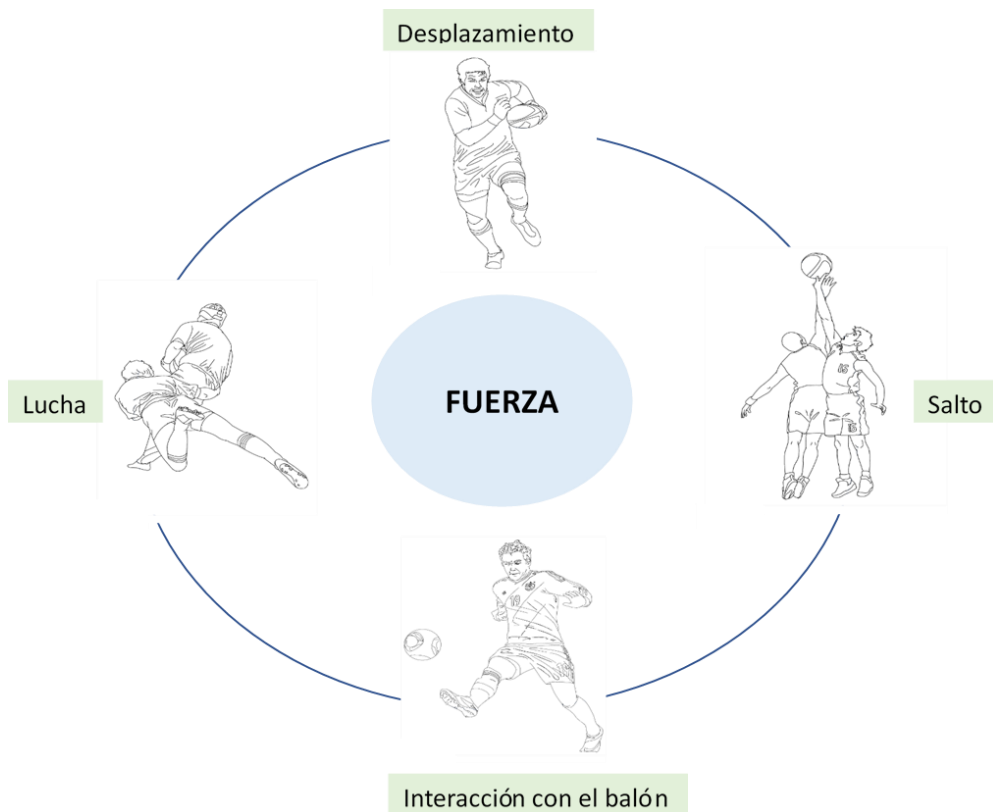 Desplazamiento
Lucha
FUERZA
Salto
Interacción con el balón